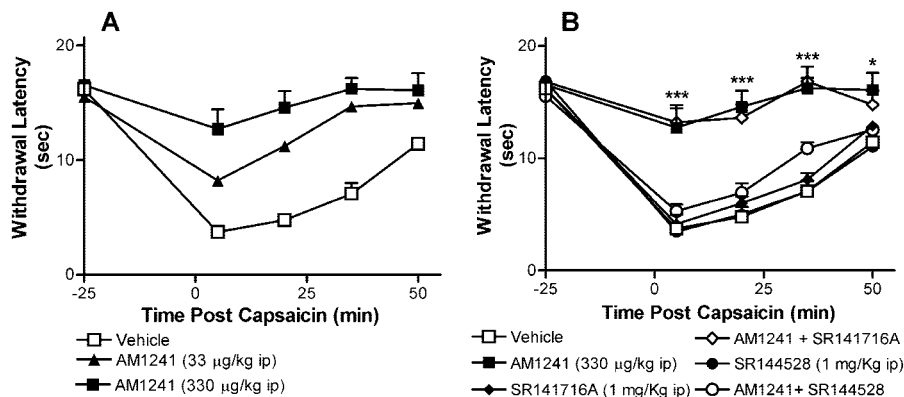 A
20
10
0
Withdrawal Latency
(sec)
-25
0
25
50
Time Post Capsaicin (min)
Vehicle
AM1241 (33 μg/kg ip)
AM1241 (330 μg/kg ip)
B
20
10
0
Withdrawal Latency
(sec)
***
***
***
*
-25
0
25
50
Time Post Capsaicin (min)
Vehicle
AM1241 (330 μg/kg ip)
SR141716A (1 mg/Kg ip)
AM1241 + SR141716A
SR144528 (1 mg/Kg ip)
AM1241+ SR144528